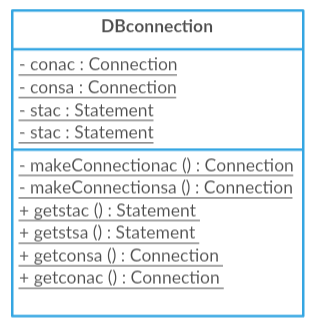 DBconnection
- conac : Connection
- consa : Connection
- stac : Statement
- stac : Statement
- makeConnectionac () : Connection
- makeConnectionsa () : Connection
+ getstac () : Statement
+ getstsa () : Statement
+ getconsa () : Connection
+ getconac () : Connection